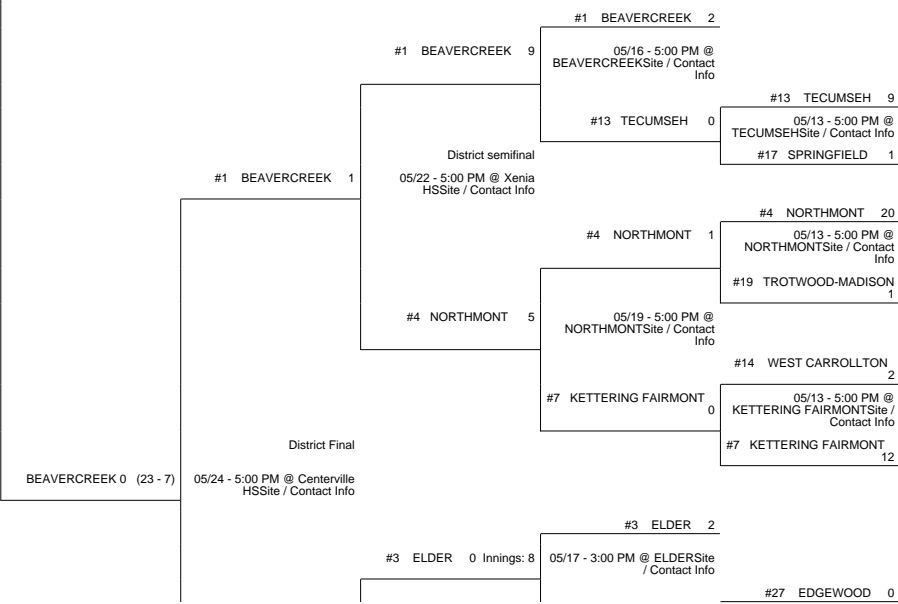 #1 BEAVERCREEK 2
#1 BEAVERCREEK 9
05/16 - 5:00 PM @
BEAVERCREEKSite / Contact
Info
#13 TECUMSEH 9
#13 TECUMSEH 0
05/13 - 5:00 PM @
TECUMSEHSite / Contact Info
District semifinal
#17 SPRINGFIELD 1
#1 BEAVERCREEK 1
05/22 - 5:00 PM @ Xenia
HSSite / Contact Info
#4 NORTHMONT 20
#4 NORTHMONT 1
05/13 - 5:00 PM @
NORTHMONTSite / Contact
Info
#19 TROTWOOD-MADISON
1
#4 NORTHMONT 5
05/19 - 5:00 PM @
NORTHMONTSite / Contact
Info
#14 WEST CARROLLTON
2
#7 KETTERING FAIRMONT
0
05/13 - 5:00 PM @
KETTERING FAIRMONTSite /
Contact Info
District Final
#7 KETTERING FAIRMONT
12
BEAVERCREEK 0 (23 - 7)
05/24 - 5:00 PM @ Centerville
HSSite / Contact Info
#3 ELDER 2
#3 ELDER 0 Innings: 8
05/17 - 3:00 PM @ ELDERSite
/ Contact Info
#27 EDGEWOOD 0